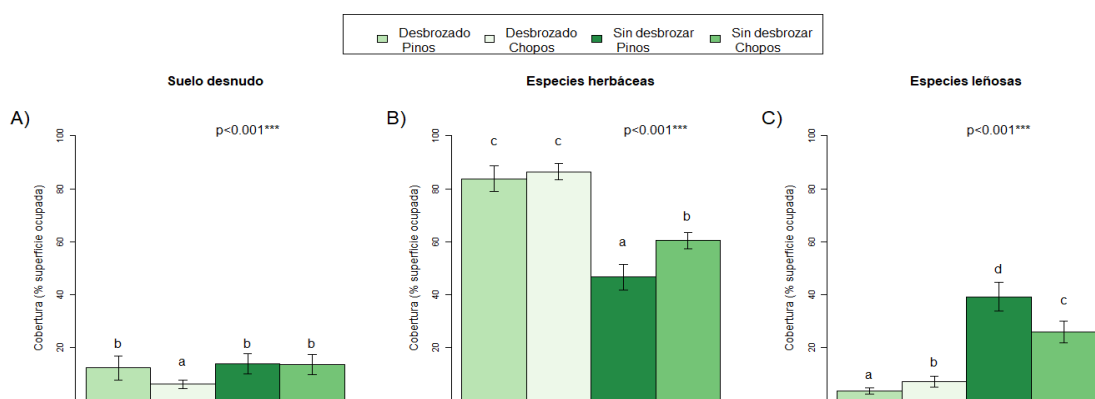 Desbrozado Pinos
Desbrozado Chopos
Sin desbrozar Pinos
Sin desbrozar Chopos
Suelo desnudo
Especies herbáceas
Especies leñosas
A)
p<0.001***
Cobertura (% superficie ocupada)
100
80
60
40
20
b
a
b
b
B)
p<0.001***
Cobertura (% superficie ocupada)
100
80
60
40
20
c
c
a
b
C)
p<0.001***
Cobertura (% superficie ocupada)
100
80
60
40
20
a
b
d
c